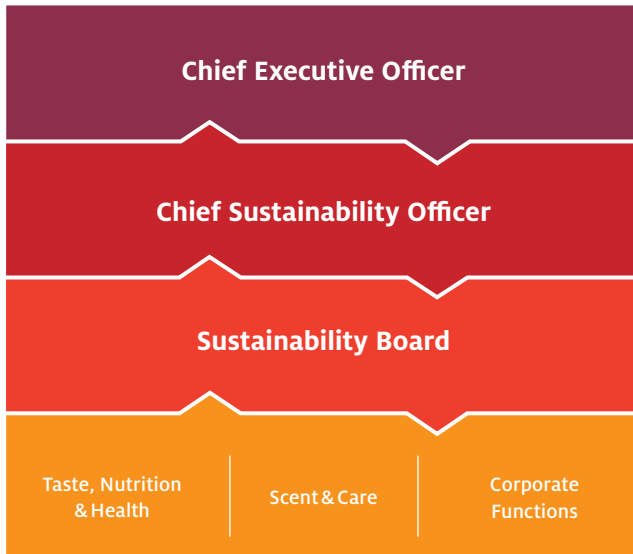 Chief Executive Officer
Chief Sustainability Officer
Sustainability Board
Taste, Nutrition
& Health
Scent & Care
Corporate
Functions